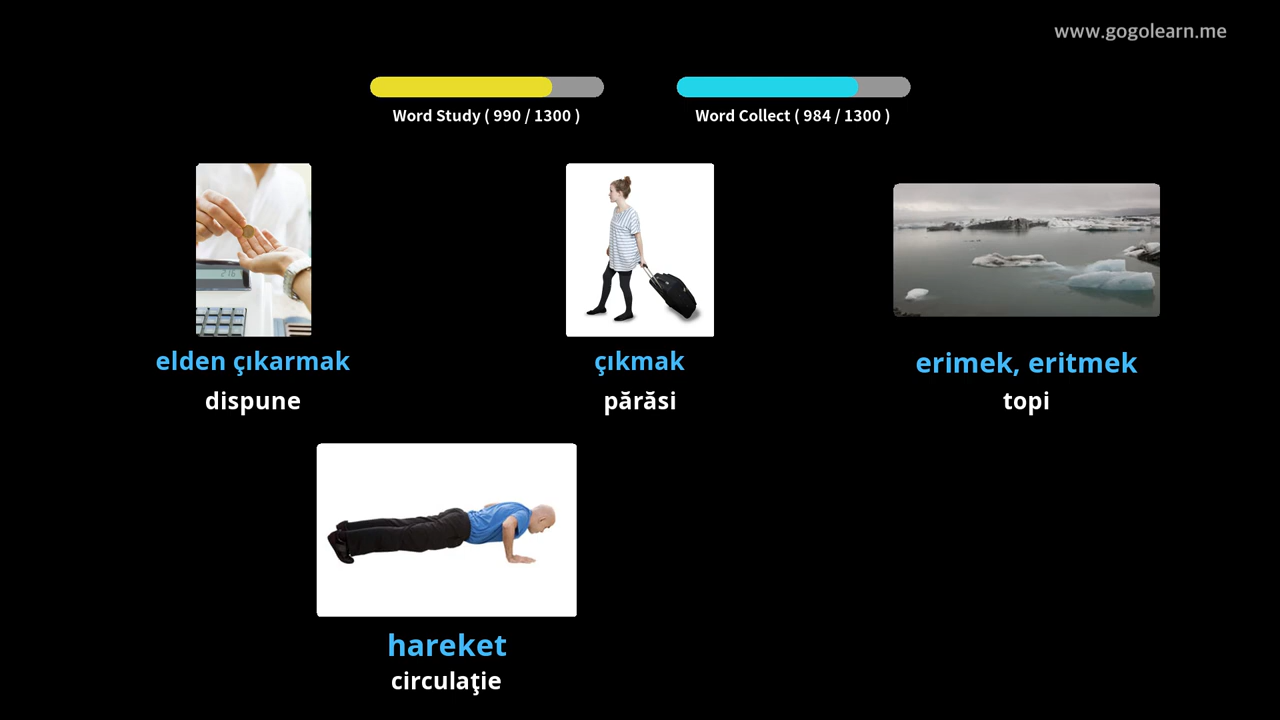 www.gogolearn.me
Word Study ( 990 / 1300 )
Word Collect ( 984 / 1300 )
elden çıkarmak
dispune
çıkmak
părăsi
erimek, eritmek
topi
hareket
circulaţie